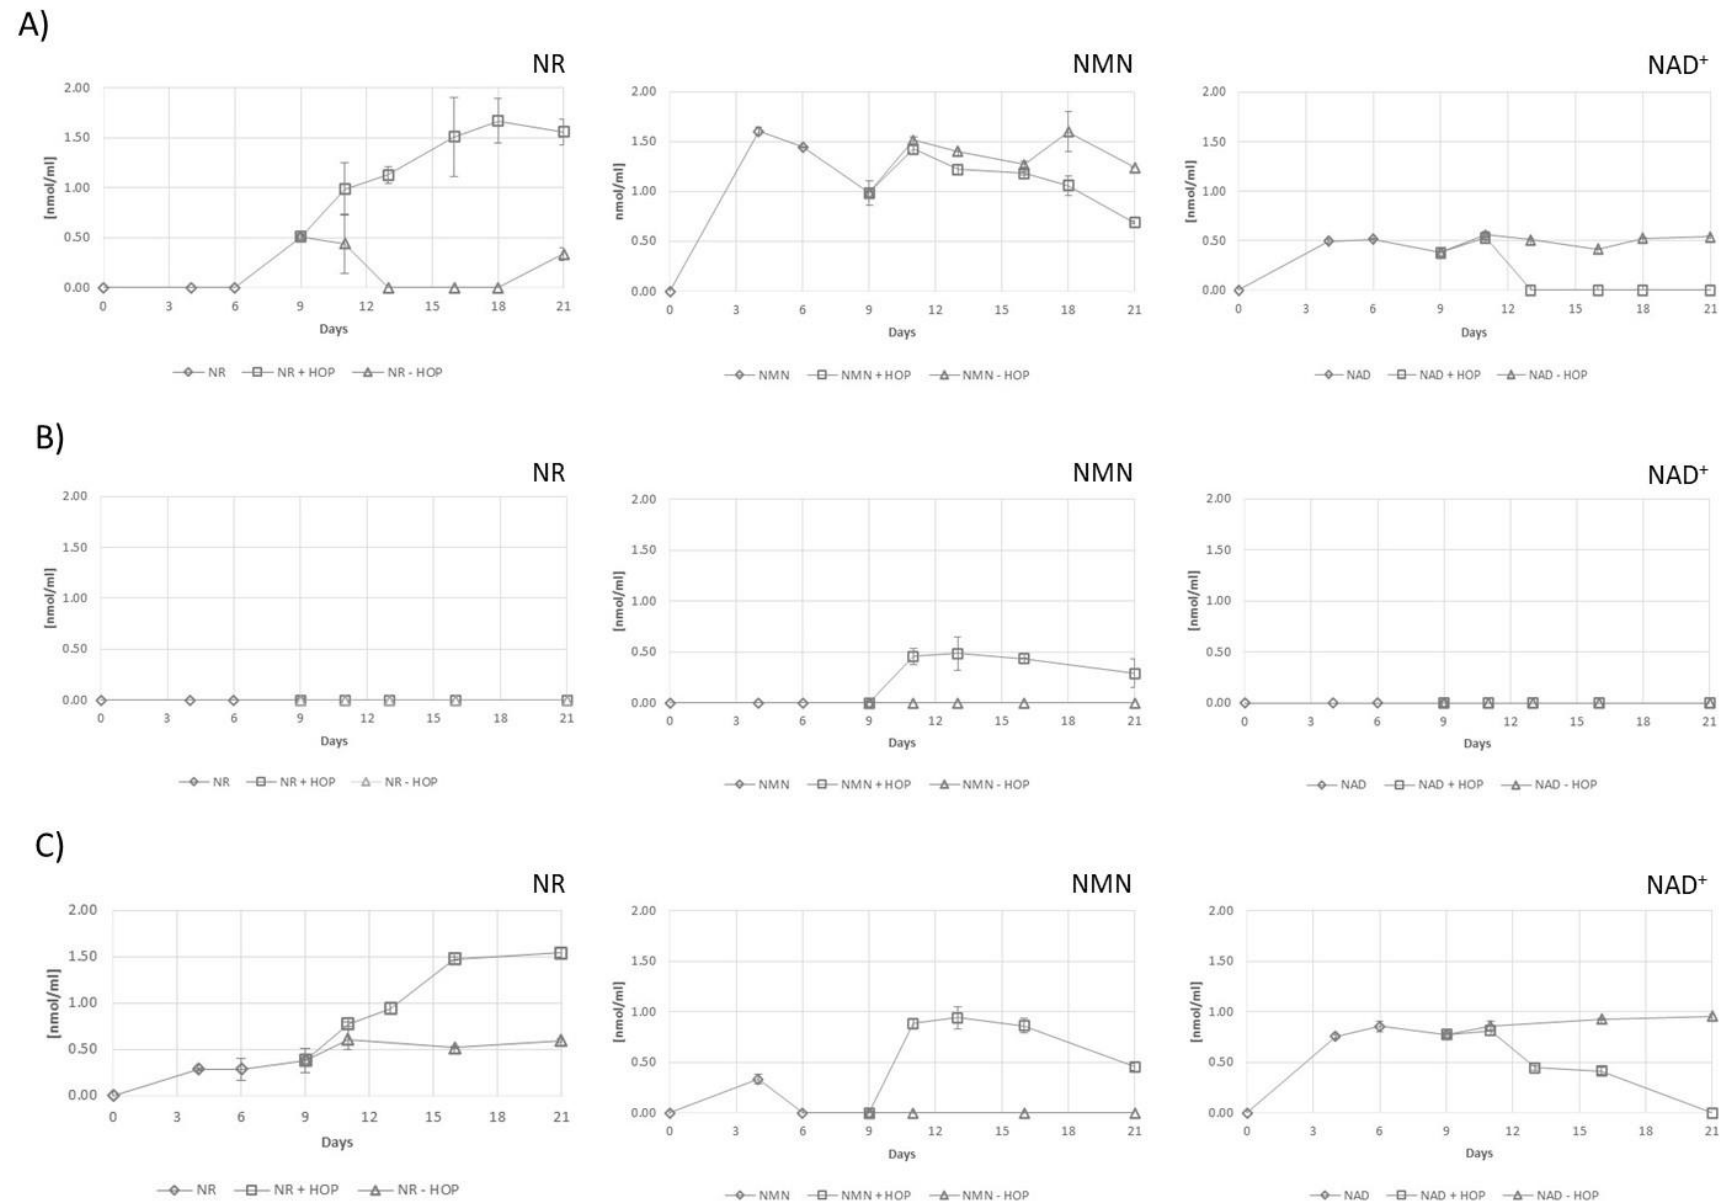 A)
NR
2.00
1.50
1.00
0.50
0.00
[nmol/ml]
0 3 6 9 12 15 18 21
Days
NR NR + HOP NR - HOP
NMN
2.00
1.50
1.00
0.50
0.00
nmol/ml]
0 3 6 9 12 15 18 21
Days
NMN NMN + HOP NMN - HOP
NAD+
2.00
1.50
1.00
0.50
0.00
[nmol/ml]
0 3 6 9 12 15 18 21
Days
NAD NAD + HOP NAD - HOP
B)
NR
2.00
1.50
1.00
0.50
0.00
[nmol/ml]
0 3 6 9 12 15 18 21
Days
NR NR + HOP NR - HOP
NMN
2.00
1.50
1.00
0.50
0.00
[nmol/ml]
0 3 6 9 12 15 18 21
Days
NMN NMN + HOP NMN - HOP
NAD+
2.00
1.50
1.00
0.50
0.00
[nmol/ml]
0 3 6 9 12 15 18 21
Days
NAD NAD + HOP NAD - HOP
C)
NR
2.00
1.50
1.00
0.50
0.00
[nmol/ml]
0 3 6 9 12 15 18 21
Days
NR NR + HOP NR - HOP
NMN
2.00
1.50
1.00
0.50
0.00
[nmol/ml]
0 3 6 9 12 15 18 21
Days
NMN NMN + HOP NMN - HOP
NAD+
2.00
1.50
1.00
0.50
0.00
[nmol/ml]
0 3 6 9 12 15 18 21
Days
NAD NAD + HOP NAD - HOP